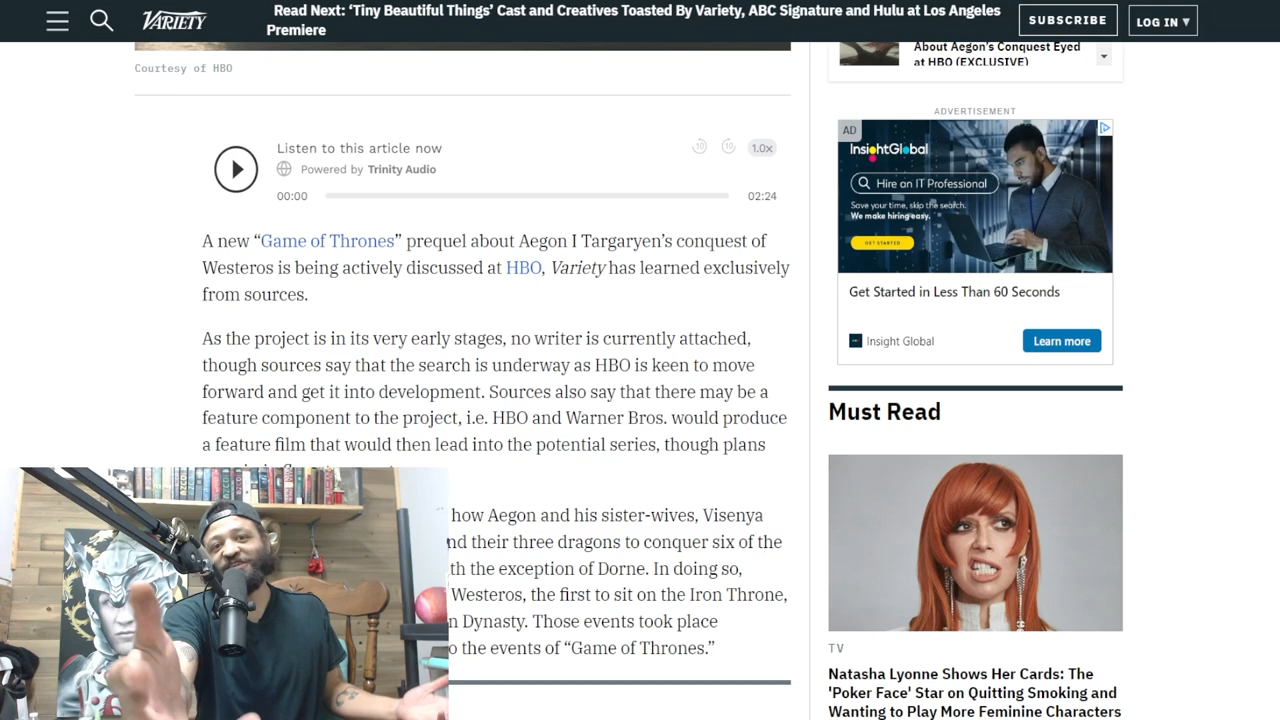 Read Next: ‘Tiny Beautiful Things’ Cast and Creatives Toasted By Variety, ABC Signature and Hulu at Los Angeles
Premiere
VARIETY
SUBSCRIBE
LOG IN ▾
Courtesy of HBO
Listen to this article now
Powered by Trinity Audio
10
10
1.0x
00:00
02:24
A new “Game of Thrones” prequel about Aegon I Targaryen’s conquest of
Westeros is being actively discussed at HBO, Variety has learned exclusively
from sources.
As the project is in its very early stages, no writer is currently attached,
though sources say that the search is underway as HBO is keen to move
forward and get it into development. Sources also say that there may be a
feature component to the project, i.e. HBO and Warner Bros. would produce
a feature film that would then lead into the potential series, though plans
how Aegon and his sister-wives, Visenya
nd their three dragons to conquer six of the
th the exception of Dorne. In doing so,
Westeros, the first to sit on the Iron Throne,
n Dynasty. Those events took place
o the events of “Game of Thrones.”
About Aegon’s Conquest Eyed
at HBO (EXCLUSIVE)
ADVERTISEMENT
AD
InsightGlobal
Hire an IT Professional
Save your time, skip the search.
We make hiring easy.
GET STARTED
Get Started in Less Than 60 Seconds
Insight Global
Learn more
Must Read
TV
Natasha Lyonne Shows Her Cards: The
'Poker Face' Star on Quitting Smoking and
Wanting to Play More Feminine Characters